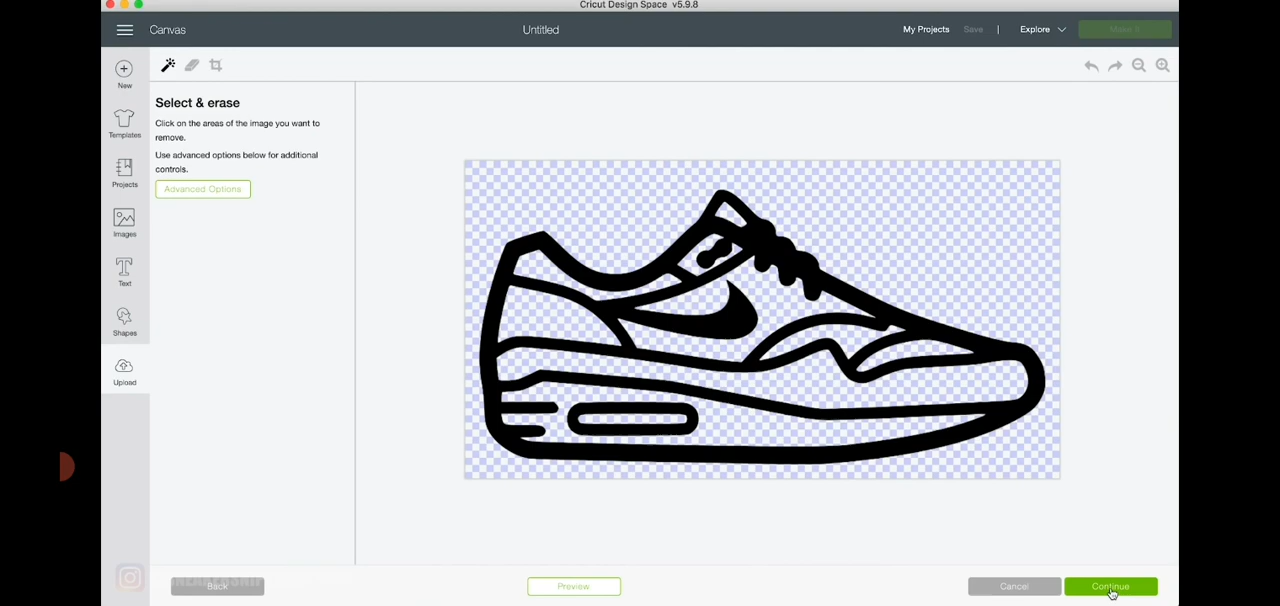 Cricut Design Space v5.9.8
Canvas
Untitled
My Projects
Save
|
Explore
Make It
New
Templates
Projects
Images
Text
Shapes
Upload
Select & erase
Click on the areas of the image you want to
remove.
Use advanced options below for additional
controls.
Advanced Options
Back
Preview
Cancel
Continue